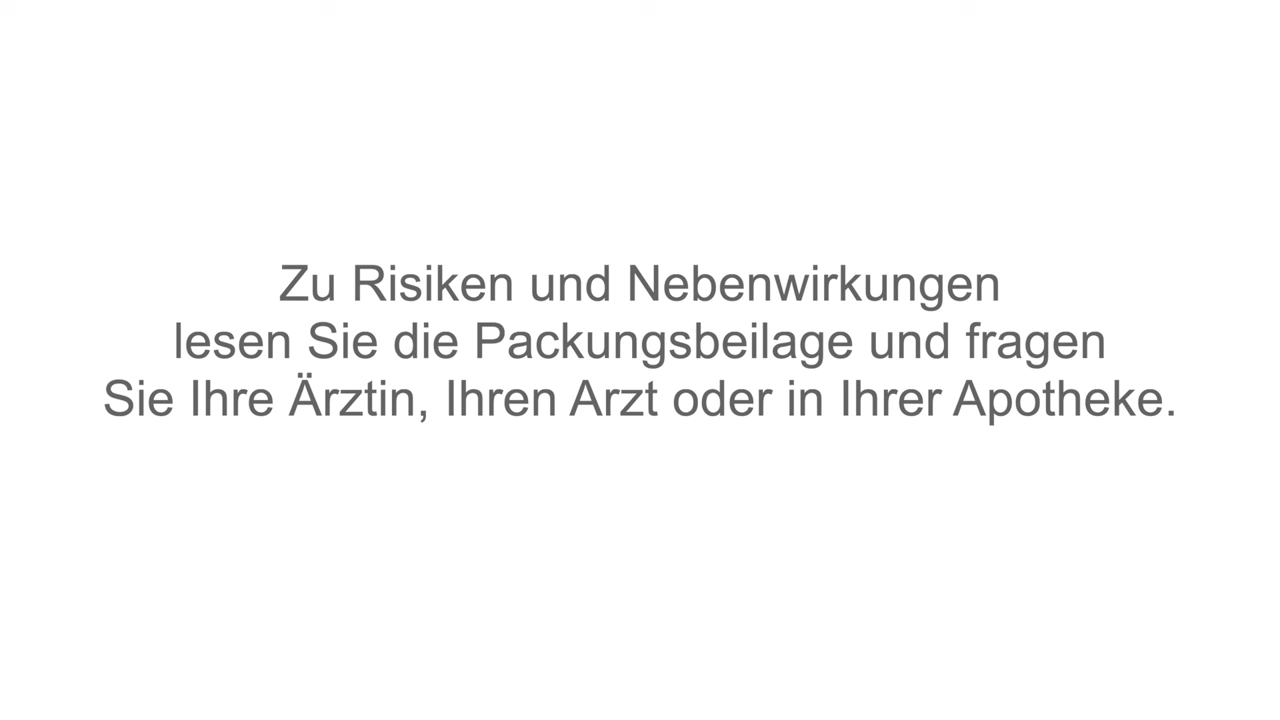 Zu Risiken und Nebenwirkungen
lesen Sie die Packungsbeilage und fragen
Sie Ihre Ärztin, Ihren Arzt oder in Ihrer Apotheke.